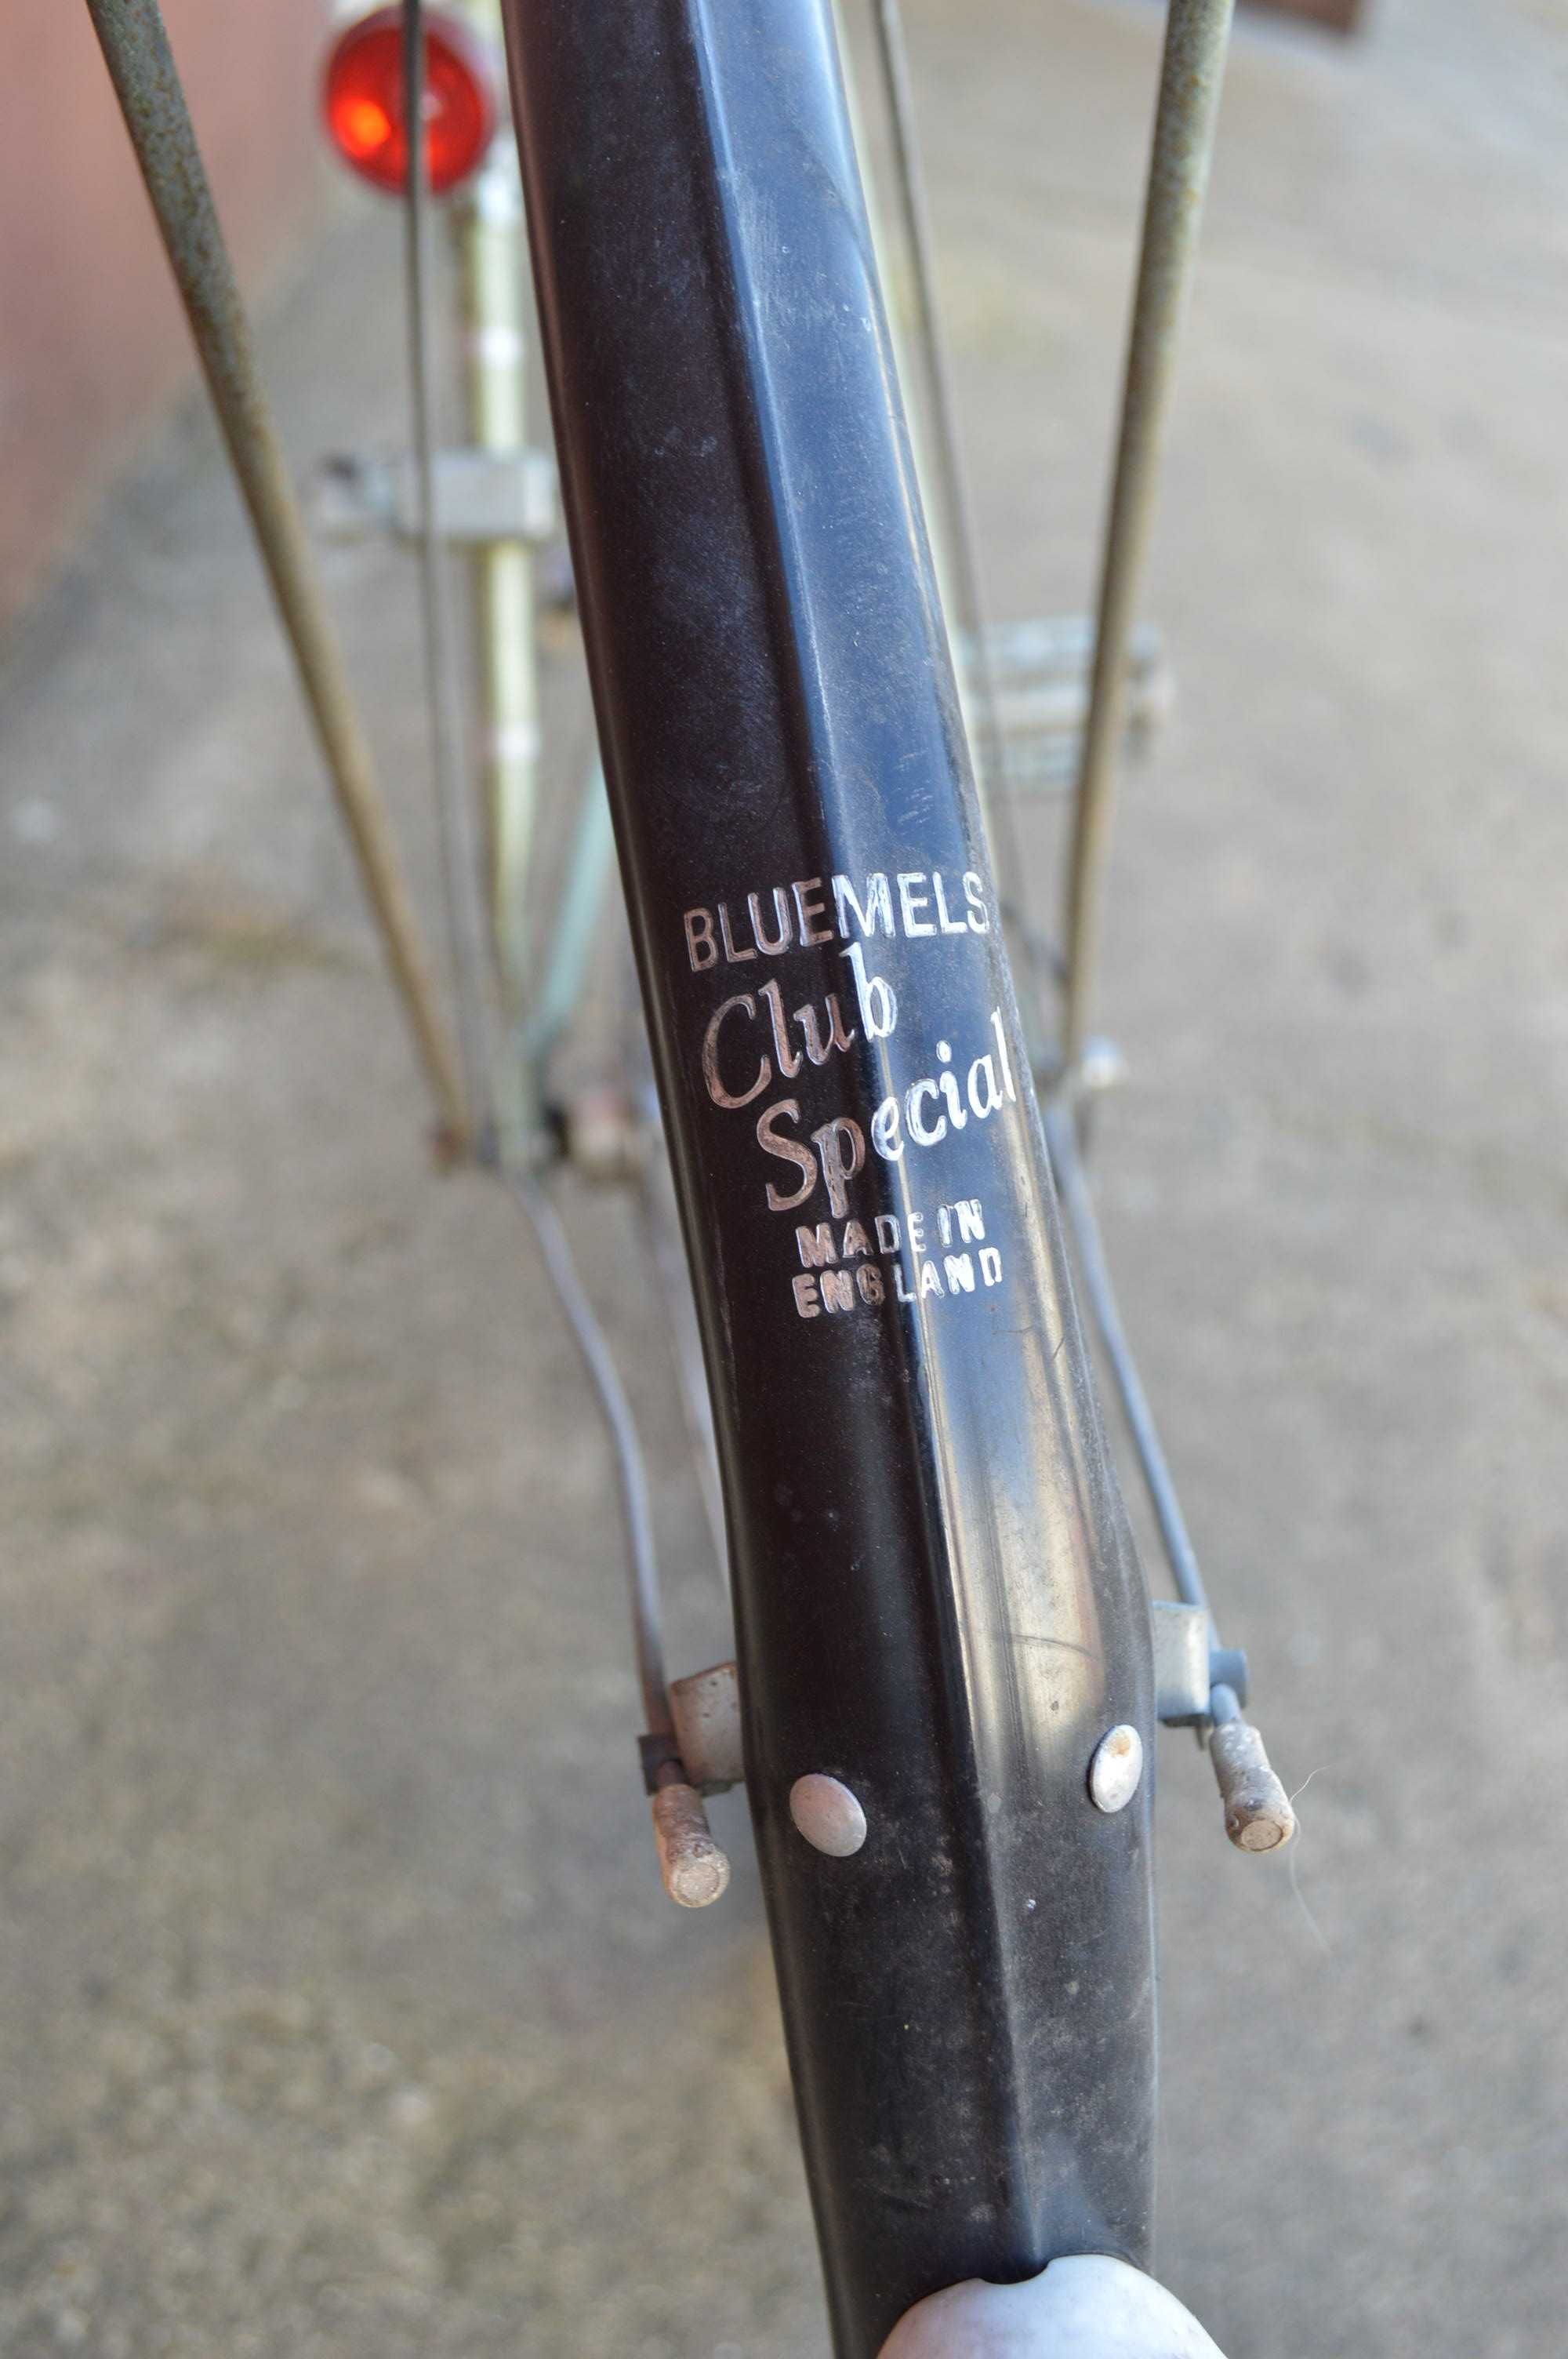 BLUEMELS
Club
Special
MADE IN
ENGLAND